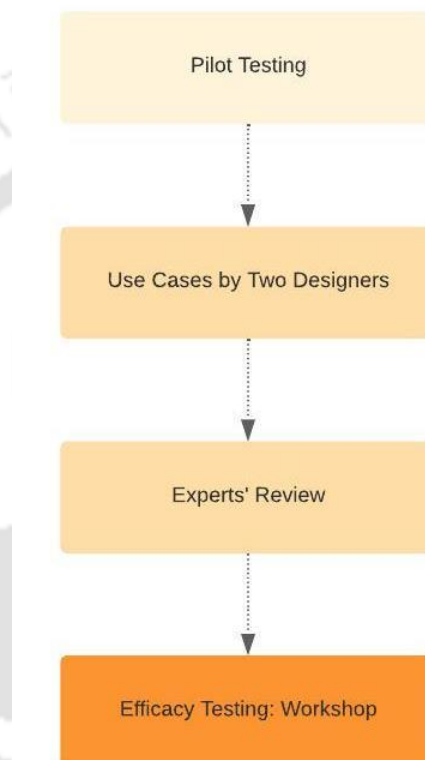 Pilot Testing
Use Cases by Two Designers
Experts' Review
Efficacy Testing: Workshop